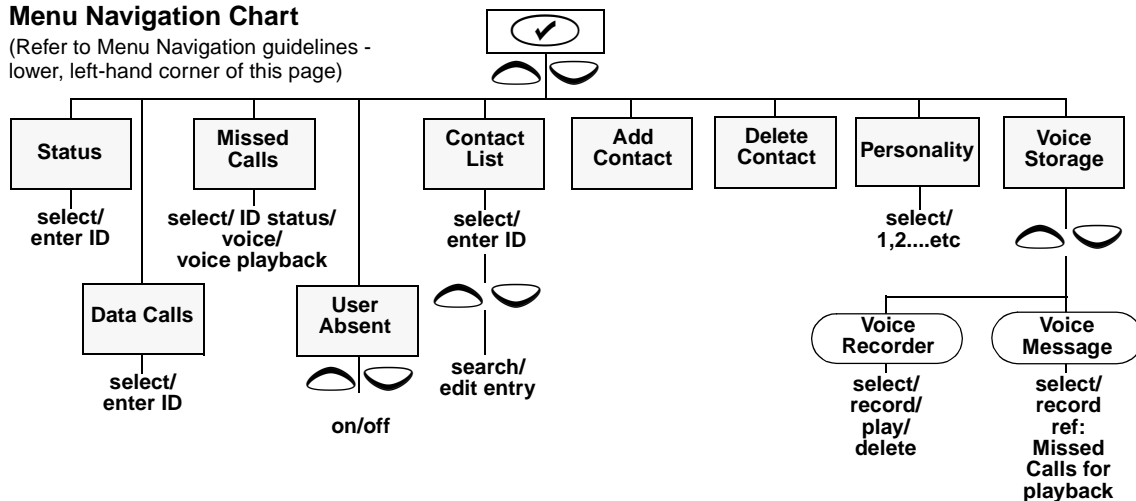 Menu Navigation Chart
(Refer to Menu Navigation guidelines -
lower, left-hand corner of this page)
Status
select/
enter ID
Data Calls
select/
enter ID
Missed
Calls
select/ ID status/
voice/
voice playback
User
Absent
on/off
Contact
List
select/
enter ID
search/
edit entry
Add
Contact
Delete
Contact
Personality
select/
1,2....etc
Voice
Storage
Voice
Recorder
select/
record/
play/
delete
Voice
Message
select/
record
ref:
Missed
Calls for
playback